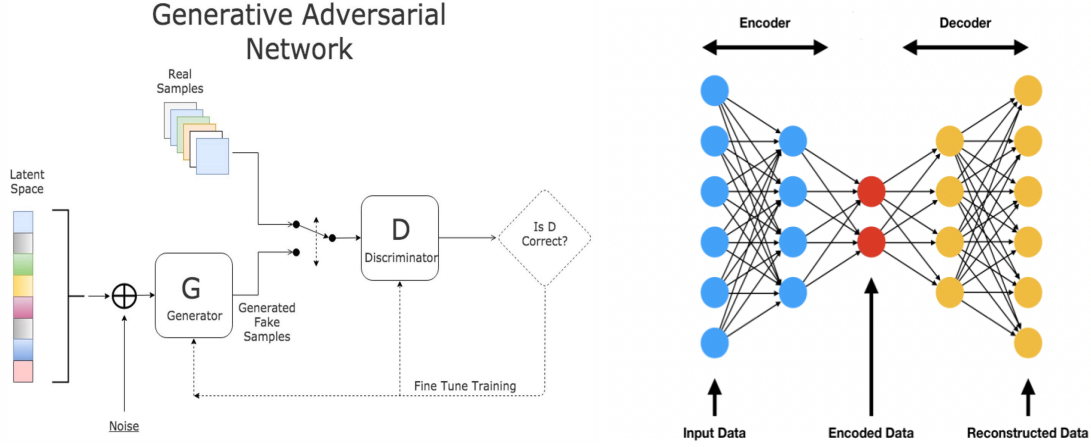 Generative Adversarial
Network
Real
Samples
Latent
Space
G
Generator
Noise
Generated
Fake
Samples
D
Discriminator
Is D
Correct?
Fine Tune Training
Encoder
Decoder
Input Data
Encoded Data
Reconstructed Data